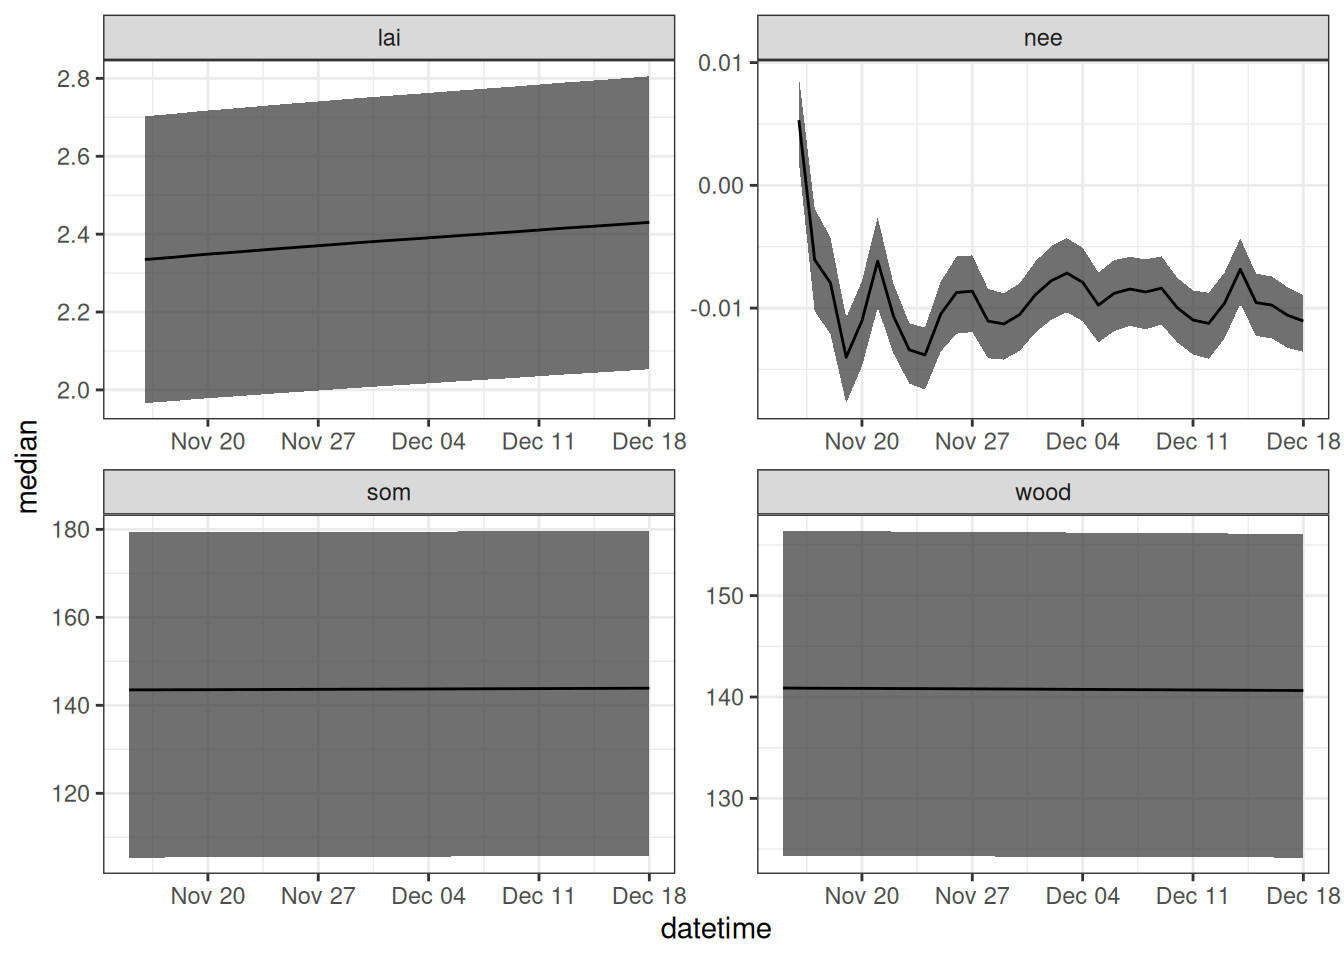 lai
nee
2.8
2.6
2.4
2.2
2.0
0.01
0.00
-0.01
Nov 20 Nov 27 Dec 04 Dec 11 Dec 18
Nov 20 Nov 27 Dec 04 Dec 11 Dec 18
median
som
wood
180
160
140
120
150
140
130
Nov 20 Nov 27 Dec 04 Dec 11 Dec 18
Nov 20 Nov 27 Dec 04 Dec 11 Dec 18
datetime